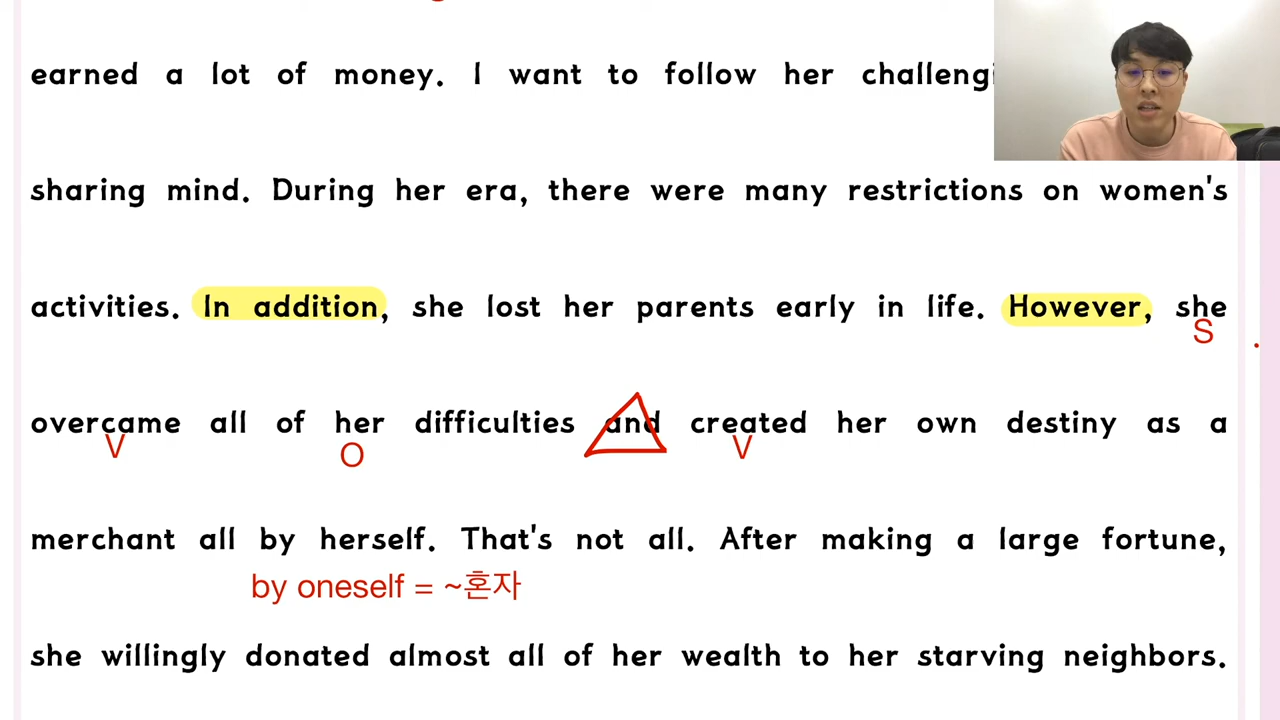 earned a lot of money. I want to follow her
sharing mind. During her era, there were many restrictions on women's
activities. In addition, she lost her parents early in life. However, she
S
overcame all of her difficulties and created her own destiny as a
V O V
merchant all by herself. That's not all. After making a large fortune,
by oneself = ~혼자
she willingly donated almost all of her wealth to her starving neighbors.